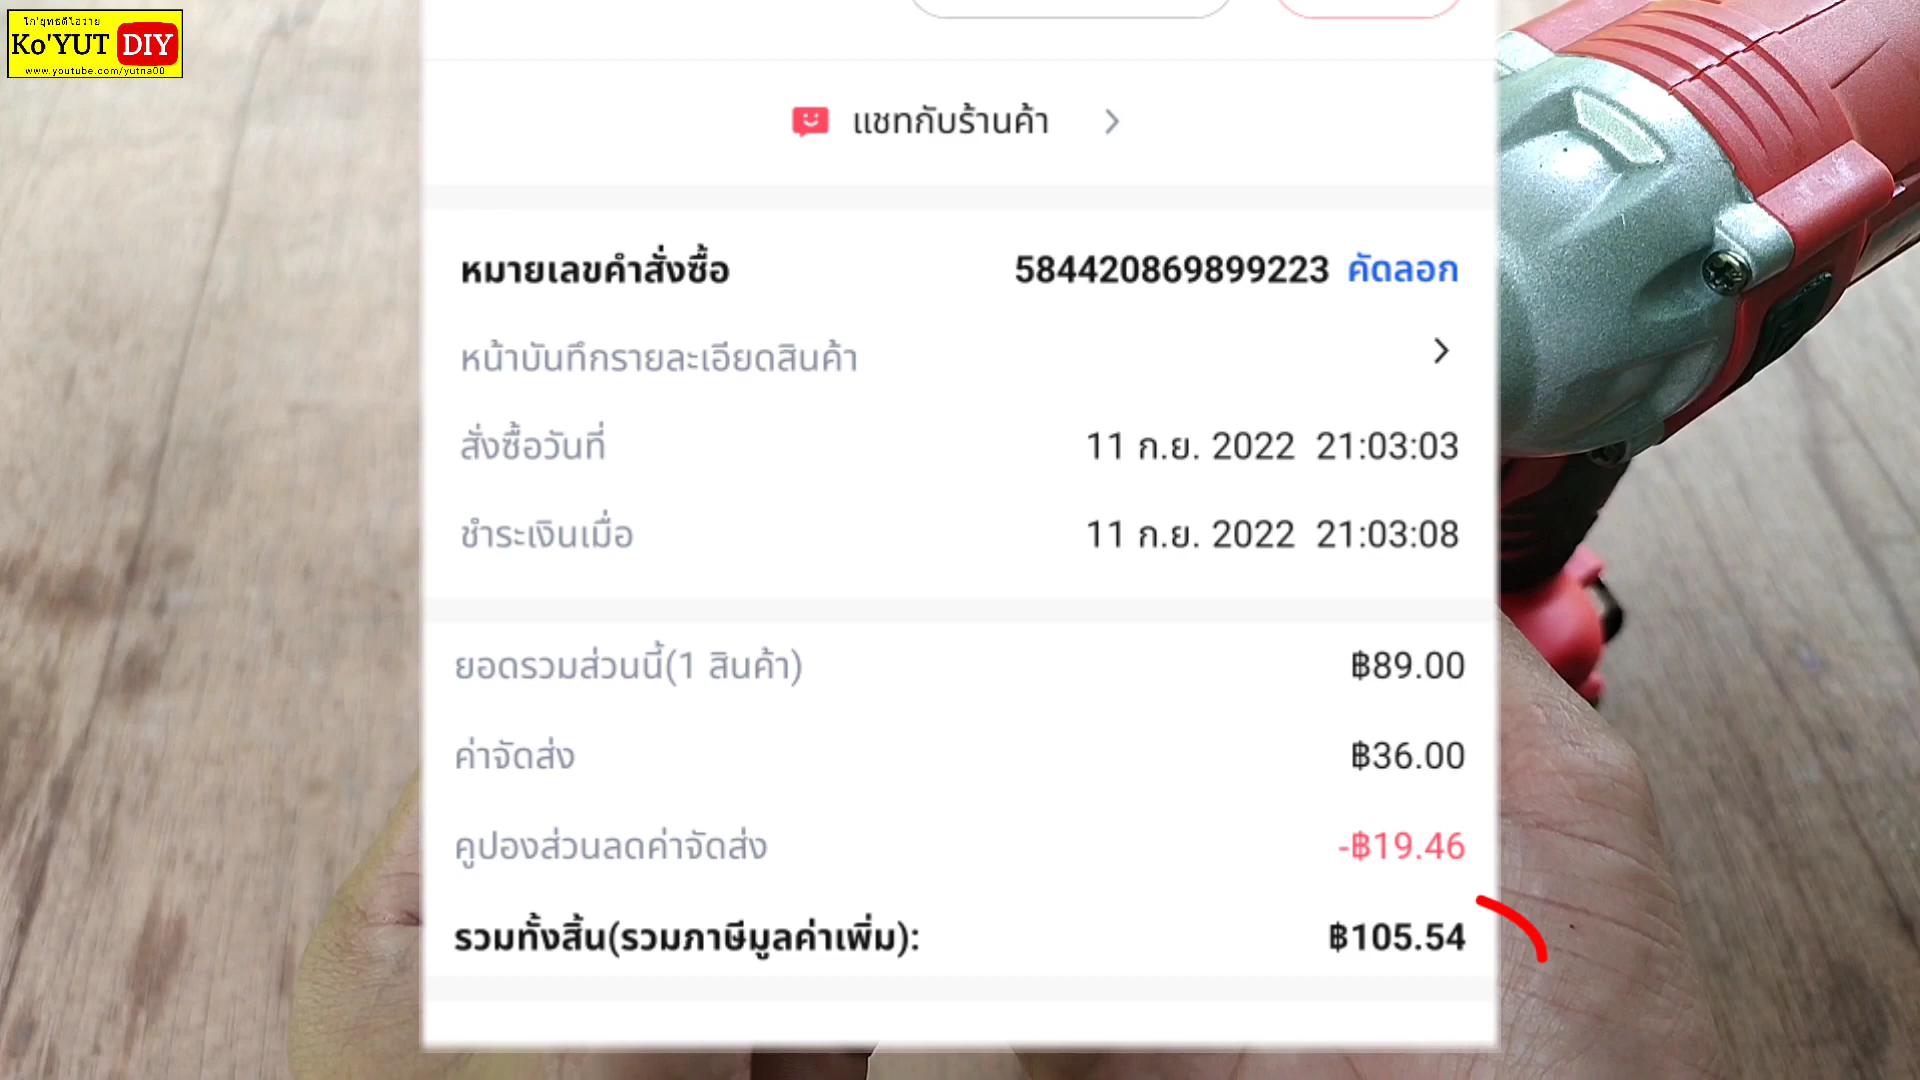 โก'ยุทธดีไอวาย
Ko'YUT DIY
www.youtube.com/yutna00
แชทกับร้านค้า
หมายเลขคำสั่งซื้อ 584420869899223 คัดลอก
หน้าบันทึกรายละเอียดสินค้า
สั่งซื้อวันที่ 11 ก.ย. 2022 21:03:03
ชำระเงินเมื่อ 11 ก.ย. 2022 21:03:08
ยอดรวมส่วนนี้(1 สินค้า) ฿89.00
ค่าจัดส่ง ฿36.00
คูปองส่วนลดค่าจัดส่ง -฿19.46
รวมทั้งสิ้น(รวมภาษีมูลค่าเพิ่ม): ฿105.54